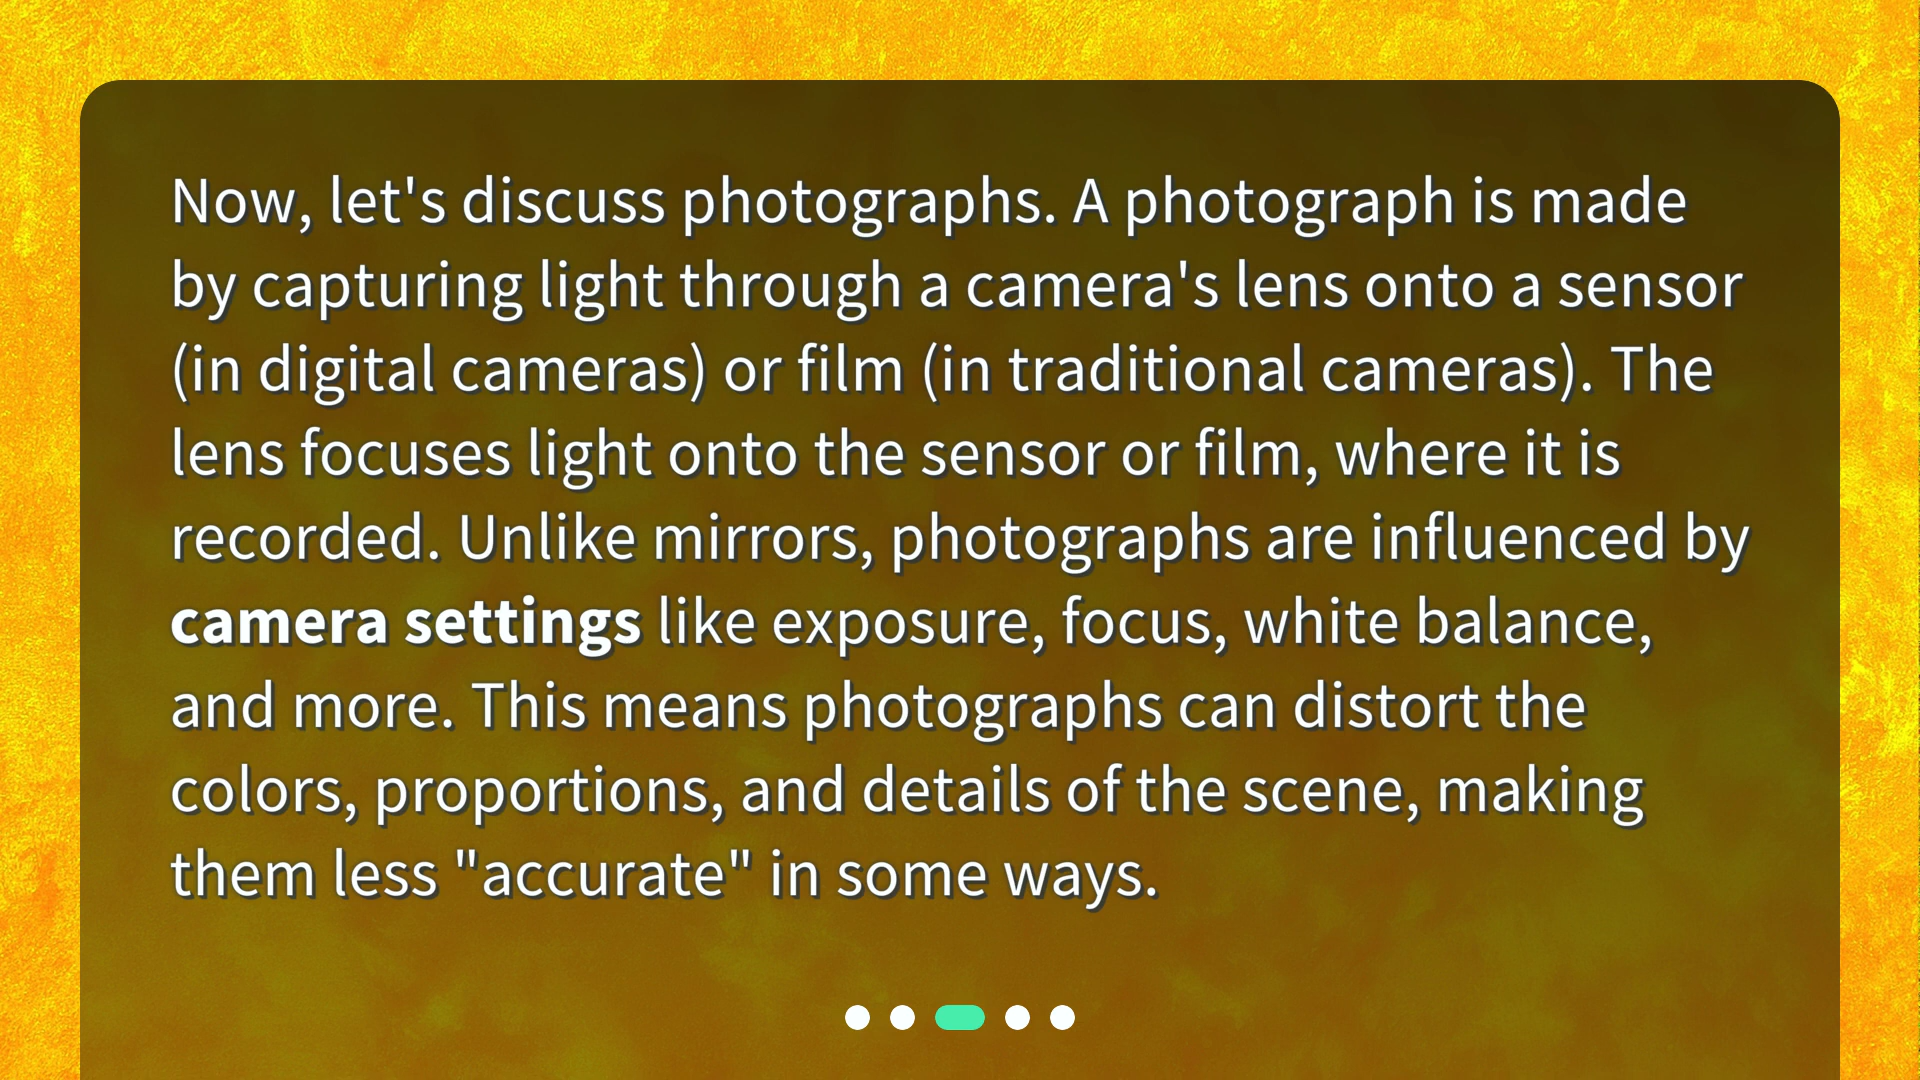 Now, let's discuss photographs. A photograph is made
by capturing light through a camera's lens onto a sensor
(in digital cameras) or film (in traditional cameras). The
lens focuses light onto the sensor or film, where it is
recorded. Unlike mirrors, photographs are influenced by
camera settings like exposure, focus, white balance,
and more. This means photographs can distort the
colors, proportions, and details of the scene, making
them less "accurate" in some ways.